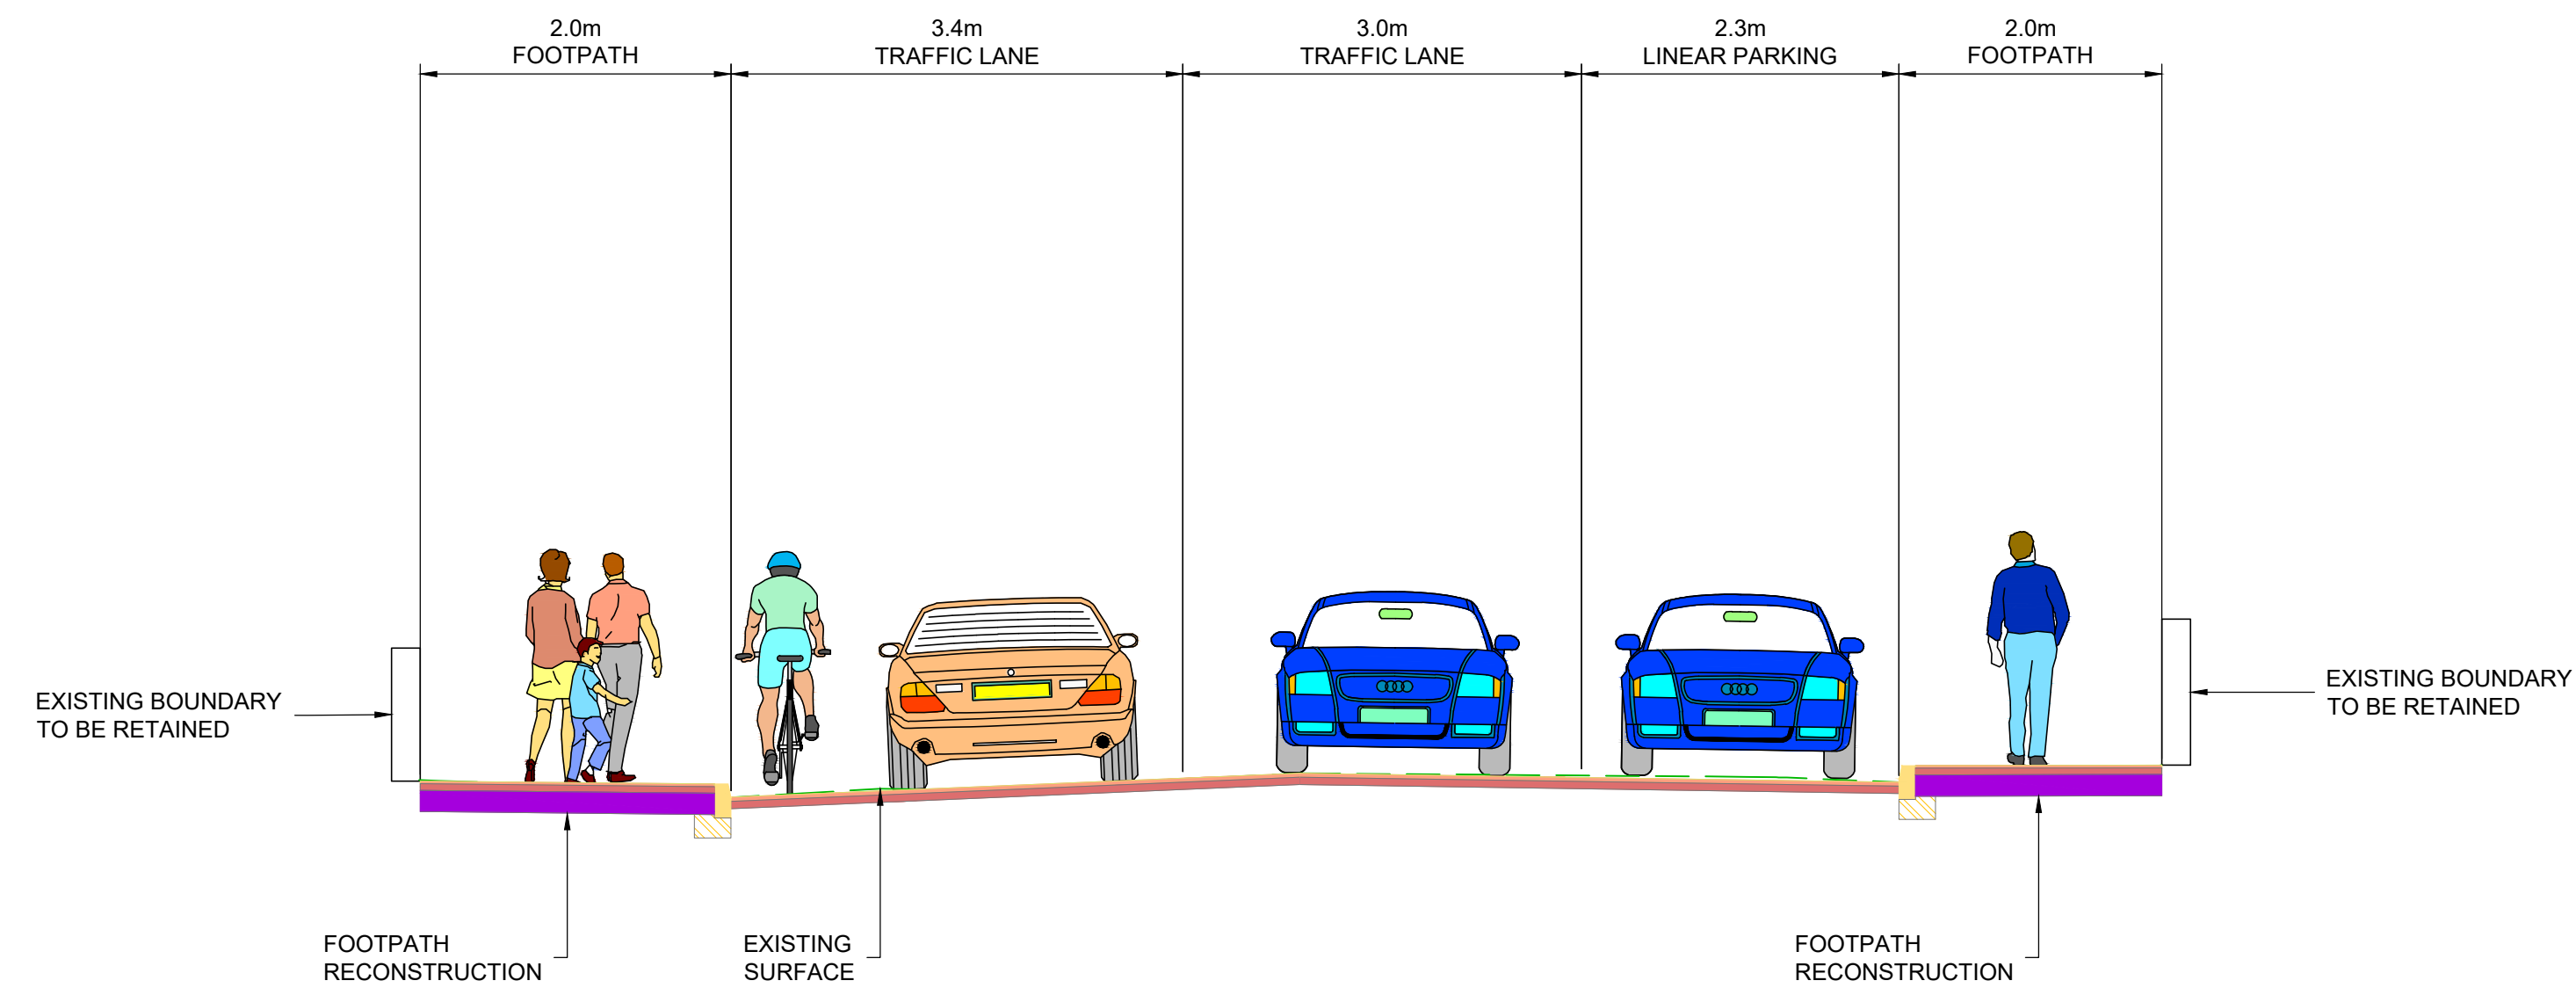 2.0m
FOOTPATH
3.4m
TRAFFIC LANE
3.0m
TRAFFIC LANE
2.3m
LINEAR PARKING
2.0m
FOOTPATH
EXISTING BOUNDARY
TO BE RETAINED
EXISTING BOUNDARY
TO BE RETAINED
FOOTPATH
RECONSTRUCTION
EXISTING
SURFACE
FOOTPATH
RECONSTRUCTION